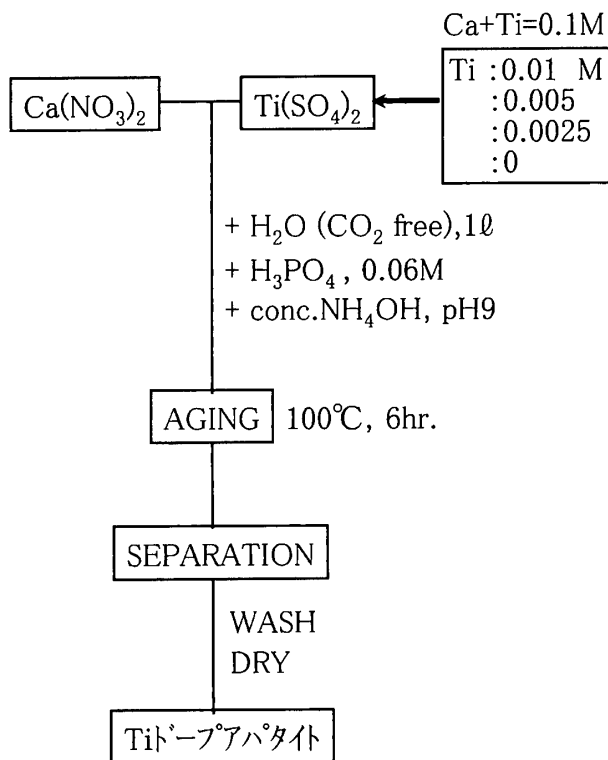 Ca+Ti=0.1M
Ca(NO₃)₂
Ti(SO₄)₂
Ti :0.01 M
:0.005
:0.0025
:0
+ H₂O (CO₂ free),1ℓ
+ H₃PO₄ , 0.06M
+ conc.NH₄OH, pH9
AGING 100℃, 6hr.
SEPARATION
WASH
DRY
Tiﾄﾞｰﾌﾟｱﾊﾟﾀｲﾄ